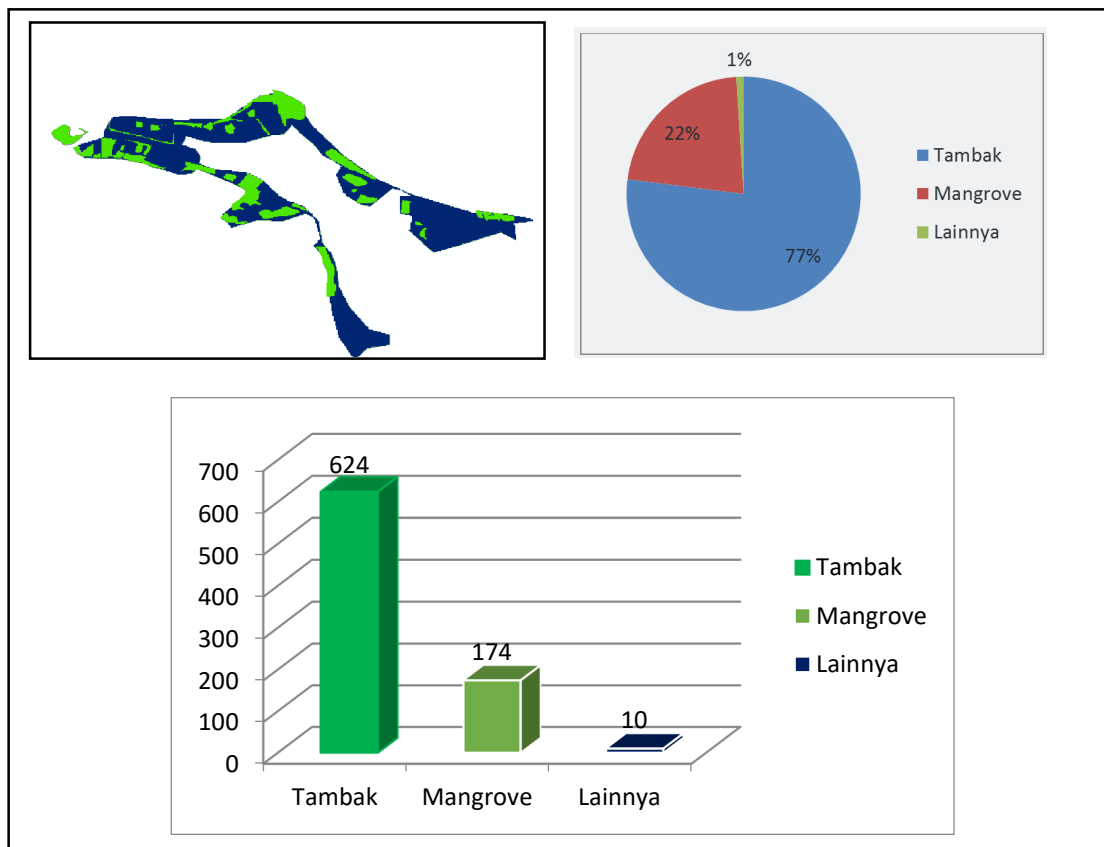 1%
22%
77%
Tambak
Mangrove
Lainnya
700
600
500
400
300
200
100
0
624
174
10
Tambak
Mangrove
Lainnya
Tambak
Mangrove
Lainnya